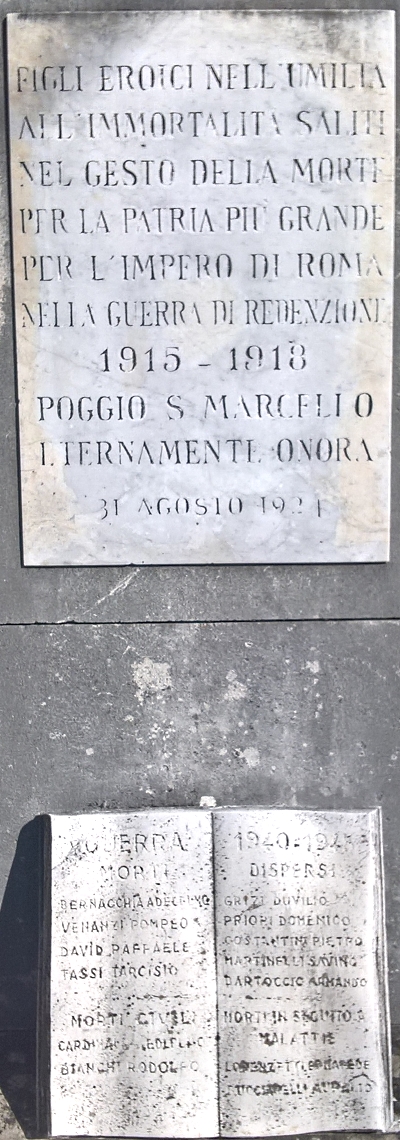 FIGLI EROICI NELL'UMILTA
ALL'IMMORTALITA SALITI
NEL GESTO DELLA MORTE
PER LA PATRIA PIU' GRANDE
PER L'IMPERO DI ROMA
NELLA GUERRA DI REDENZIONE
1915 - 1918
POGGIO S. MARCELLO
ETERNAMENTE ONORA
31 AGOSTO 1924
GUERRA
MORTI
BERNACCHIA ADELELMO
VENANZI POMPEO
DAVID RAFFAELE
TASSI TARCISIO
MORTI CIVILI
BIANCHI RODOLFO
1940-1945
DISPERSI
GRIZI DUVILIO
PRIORI DOMENICO
COSTANTINI PIETRO
MARTINELLI SAVINO
BARTOCCIO ARMANDO
MORTI IN SEGUITO A
MALATTIE